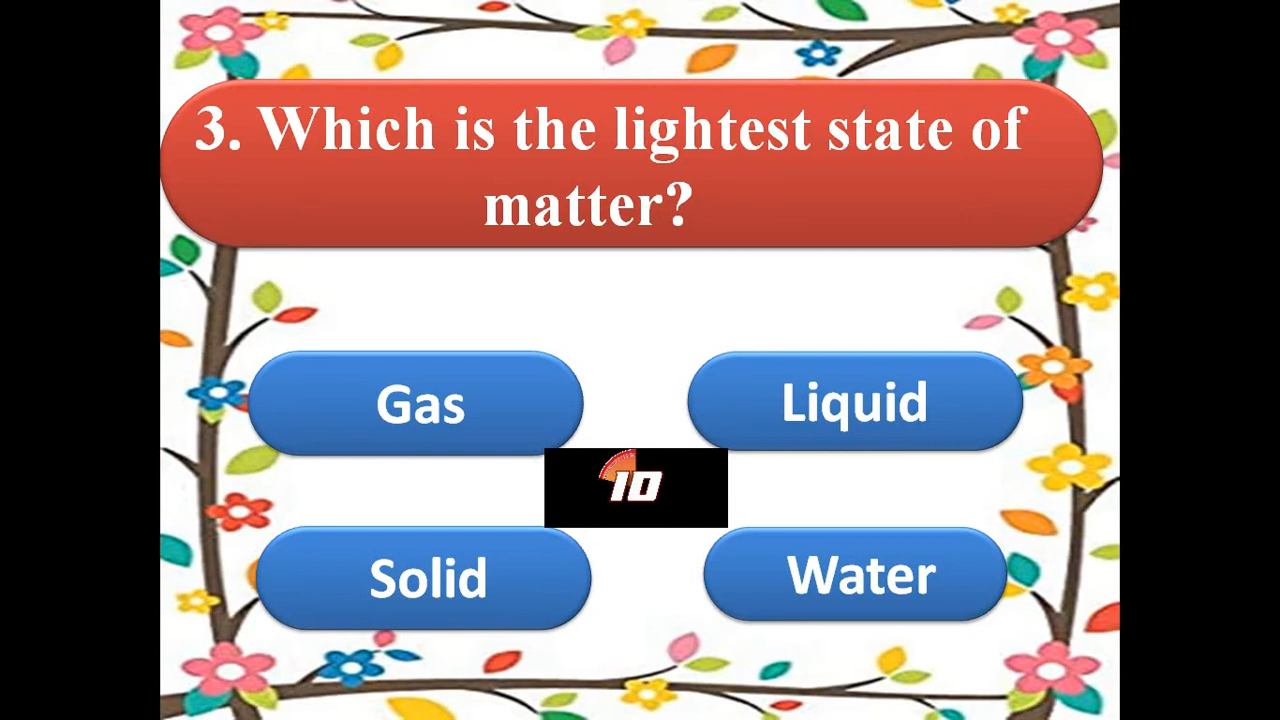 3. Which is the lightest state of
matter?
Gas
Liquid
10
Solid
Water